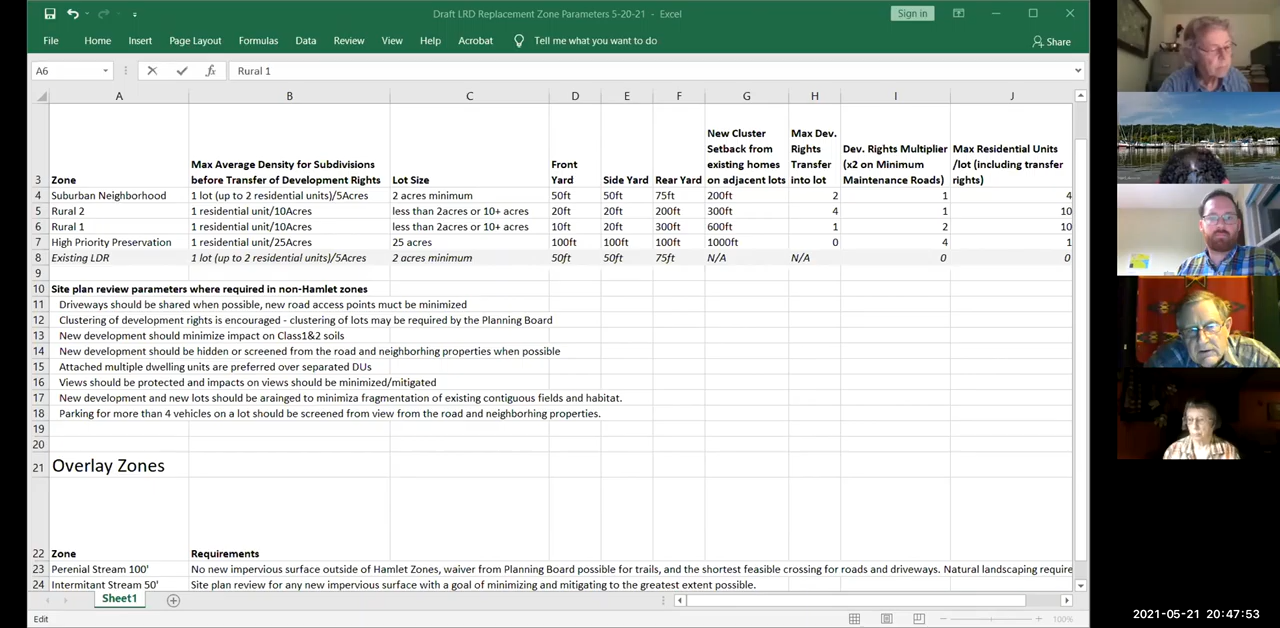 Draft LRD Replacement Zone Parameters 5-20-21 - Excel
Sign in
File Home Insert Page Layout Formulas Data Review View Help Acrobat Tell me what you want to do
Share
A6 fx Rural 1
A B C D E F G H I J
3 Zone Max Average Density for Subdivisions before Transfer of Development Rights Lot Size Front Yard Side Yard Rear Yard New Cluster Setback from existing homes on adjacent lots Max Dev. Rights Transfer into lot Dev. Rights Multiplier (x2 on Minimum Maintenance Roads) Max Residential Units /lot (including transfer rights)
4 Suburban Neighborhood 1 lot (up to 2 residential units)/5Acres 2 acres minimum 50ft 50ft 75ft 200ft 2 1 4
5 Rural 2 1 residential unit/10Acres less than 2acres or 10+ acres 20ft 20ft 200ft 300ft 4 1 10
6 Rural 1 1 residential unit/10Acres less than 2acres or 10+ acres 10ft 20ft 300ft 600ft 1 2 10
7 High Priority Preservation 1 residential unit/25Acres 25 acres 100ft 100ft 100ft 1000ft 0 4 1
8 Existing LDR 1 lot (up to 2 residential units)/5Acres 2 acres minimum 50ft 50ft 75ft N/A N/A 0 0
9
10 Site plan review parameters where required in non-Hamlet zones
11 Driveways should be shared when possible, new road access points muct be minimized
12 Clustering of development rights is encouraged - clustering of lots may be required by the Planning Board
13 New development should minimize impact on Class1&2 soils
14 New development should be hidden or screened from the road and neighborhing properties when possible
15 Attached multiple dwelling units are preferred over separated DUs
16 Views should be protected and impacts on views should be minimized/mitigated
17 New development and new lots should be arainged to minimiza fragmentation of existing contiguous fields and habitat.
18 Parking for more than 4 vehicles on a lot should be screened from view from the road and neighborhing properties.
19
20
21 Overlay Zones
22 Zone Requirements
23 Perenial Stream 100' No new impervious surface outside of Hamlet Zones, waiver from Planning Board possible for trails, and the shortest feasible crossing for roads and driveways. Natural landscaping require
24 Intermitant Stream 50' Site plan review for any new impervious surface with a goal of minimizing and mitigating to the greatest extent possible.
Sheet1
Edit
100%
2021-05-21 20:47:53